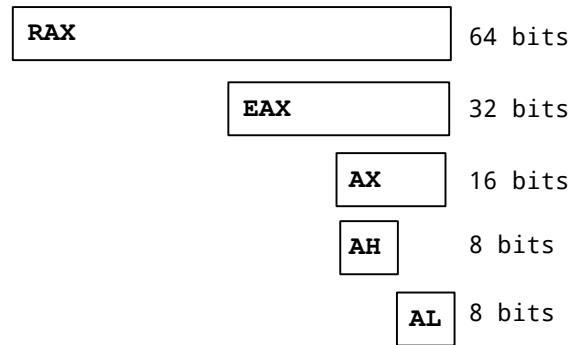 RAX 64 bits
EAX 32 bits
AX 16 bits
AH 8 bits
AL 8 bits